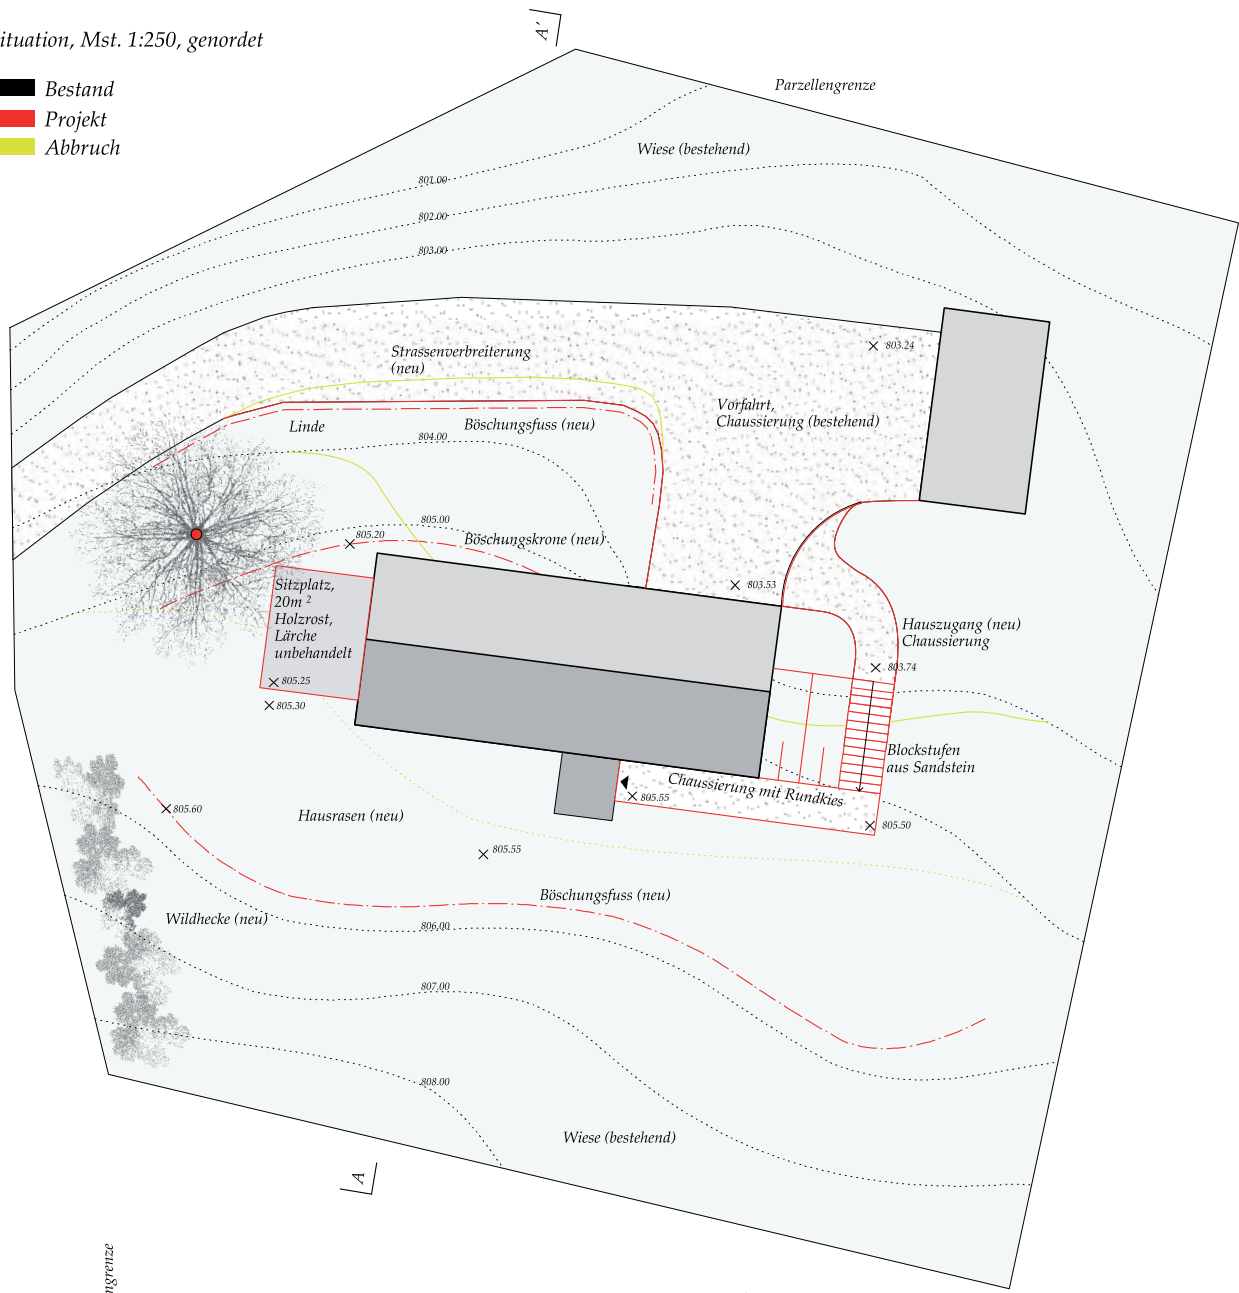 ituation, Mst. 1:250, genordet
Bestand
Projekt
Abbruch
A'
Parzellengrenze
Wiese (bestehend)
801.00
802.00
803.00
Strassenverbreiterung
(neu)
803.24
Vorfahrt,
Chaussierung (bestehend)
Linde
Böschungsfuss (neu)
804.00
805.00
805.20
Böschungskrone (neu)
803.53
Sitzplatz,
20m 2
Holzrost,
Lärche
unbehandelt
Hauszugang (neu)
Chaussierung
803.74
805.25
805.30
Blockstufen
aus Sandstein
Chaussierung mit Rundkies
805.60
805.55
805.50
Hausrasen (neu)
805.55
Böschungsfuss (neu)
Wildhecke (neu)
806.00
807.00
808.00
Wiese (bestehend)
A
ngrenze